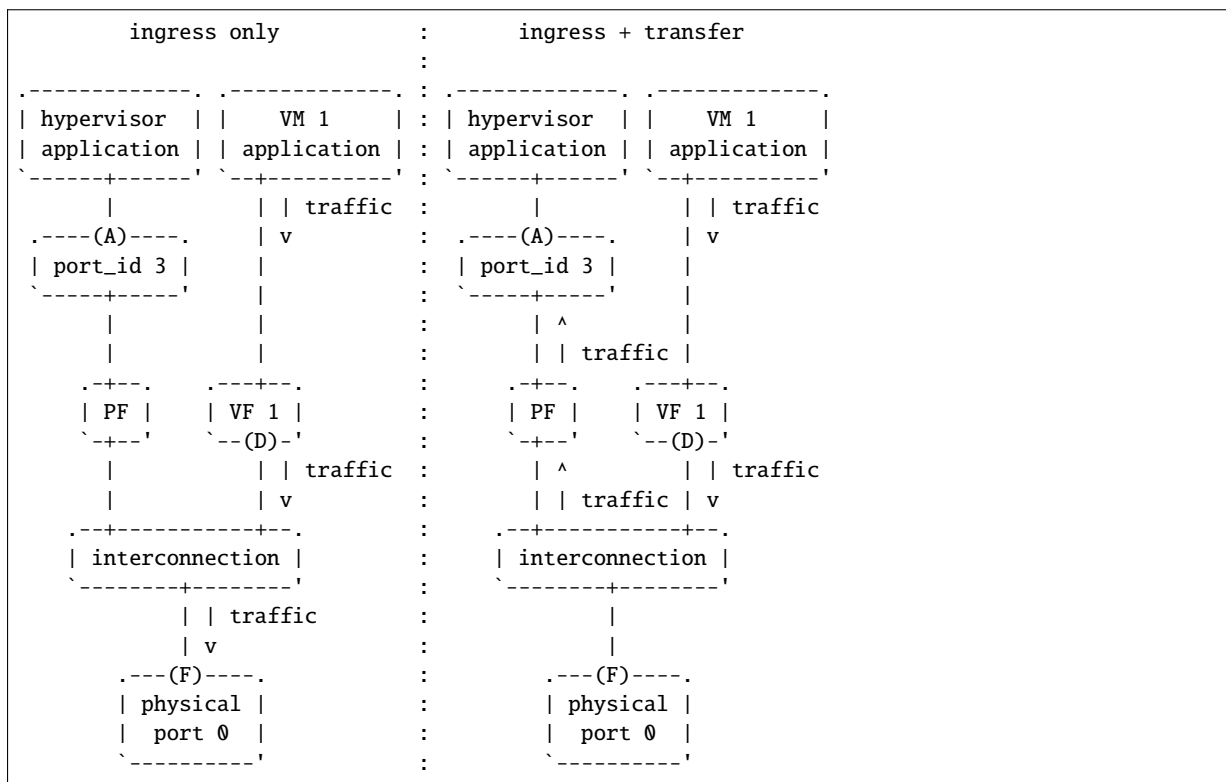 ingress only            :        ingress + transfer
                                   :
.-------------. .-------------. : .-------------. .-------------.
| hypervisor  | |    VM 1     | : | hypervisor  | |    VM 1     |
| application | | application | : | application | | application |
`------+------' `--+----------' : `------+------' `--+----------'
       |           | | traffic  :        |           | | traffic
 .----(A)----.     | v          :  .----(A)----.     | v
 | port_id 3 |     |            :  | port_id 3 |     |
 `-----+-----'     |            :  `-----+-----'     |
       |           |            :        | ^         |
       |           |            :        | | traffic |
     .-+--.    .---+--.         :      .-+--.    .---+--.
     | PF |    | VF 1 |         :      | PF |    | VF 1 |
     `-+--'    `--(D)-'         :      `-+--'    `--(D)-'
       |           | | traffic  :        | ^         | | traffic
       |           | v          :        | | traffic | v
    .--+-----------+--.         :     .--+-----------+--.
    | interconnection |         :     | interconnection |
    `--------+--------'         :     `--------+--------'
             | | traffic        :              |
             | v                :              |
        .---(F)----.            :         .---(F)----.
        | physical |            :         | physical |
        |  port 0  |            :         |  port 0  |
        `----------'            :         `----------'